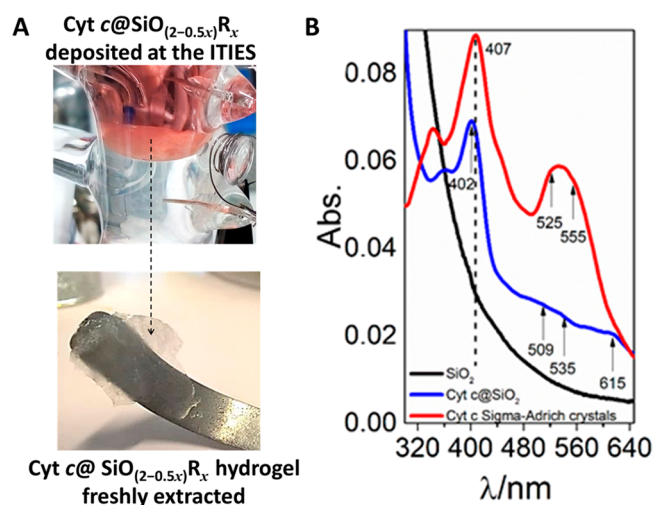 A
Cyt c@SiO(2−0.5x)Rx
deposited at the ITIES
Cyt c@ SiO(2−0.5x)Rx hydrogel
freshly extracted
B
Abs.
0.08
0.06
0.04
0.02
0.00
407
402
525
555
509
535
615
SiO2
Cyt c@SiO2
Cyt c Sigma-Adrich crystals
320 400 480 560 640
λ/nm